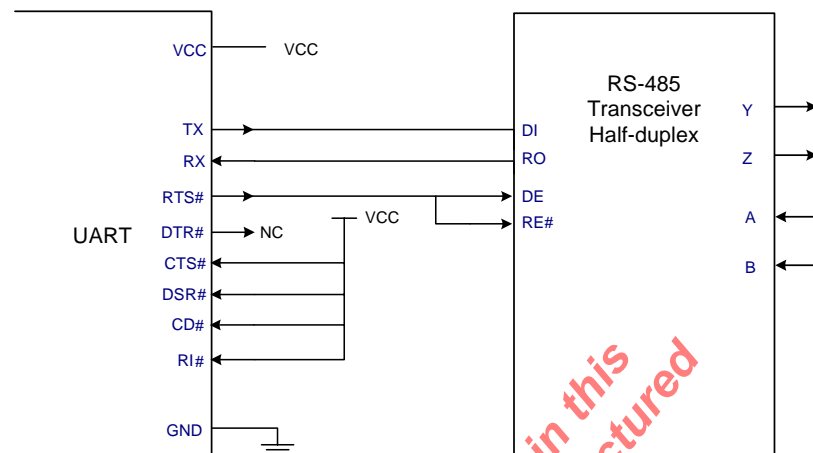 VCC
VCC
RS-485
Transceiver
Half-duplex
Y
TX
DI
RX
RO
Z
RTS#
DE
VCC
RE#
A
UART
DTR#
NC
CTS#
B
DSR#
CD#
RI#
in this
ctured
GND